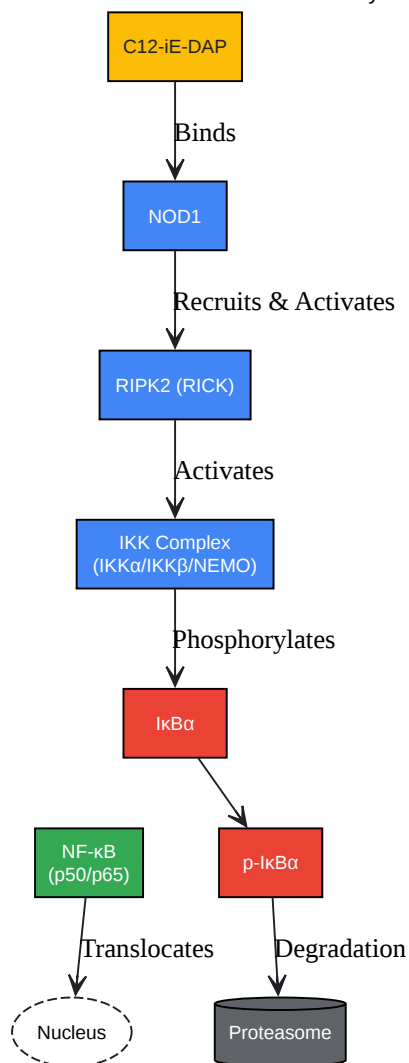 C12-iE-DAP
Binds
NOD1
Recruits & Activates
RIPK2 (RICK)
Activates
IKK Complex
(IKKα/IKKβ/NEMO)
Phosphorylates
IκBα
NF-κB
(p50/p65)
p-IκBα
Translocates
Degradation
Nucleus
Proteasome